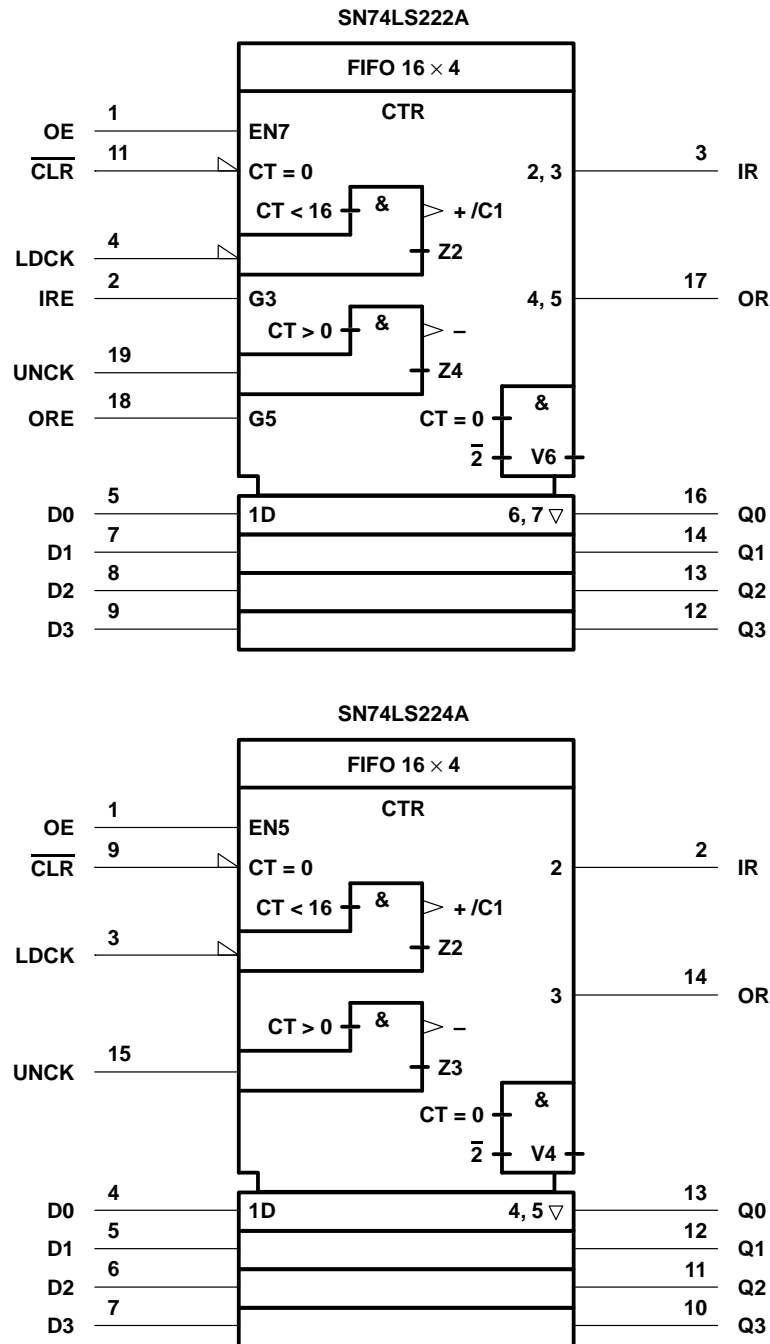 SN74LS222A
FIFO 16 × 4
CTR
OE 1 EN7
C̅L̅R̅ 11 CT = 0 2, 3 3 IR
CT < 16 & + /C1
LDCK 4 Z2
IRE 2 G3 4, 5 17 OR
CT > 0 & –
UNCK 19 Z4
ORE 18 G5
&
CT = 0
2̅ V6
D0 5 1D 6, 7 ▽ 16 Q0
D1 7 14 Q1
D2 8 13 Q2
D3 9 12 Q3
SN74LS224A
FIFO 16 × 4
CTR
OE 1 EN5
C̅L̅R̅ 9 CT = 0 2 2 IR
CT < 16 & + /C1
LDCK 3 Z2
3 14 OR
CT > 0 & –
UNCK 15 Z3
&
CT = 0
2̅ V4
D0 4 1D 4, 5 ▽ 13 Q0
D1 5 12 Q1
D2 6 11 Q2
D3 7 10 Q3